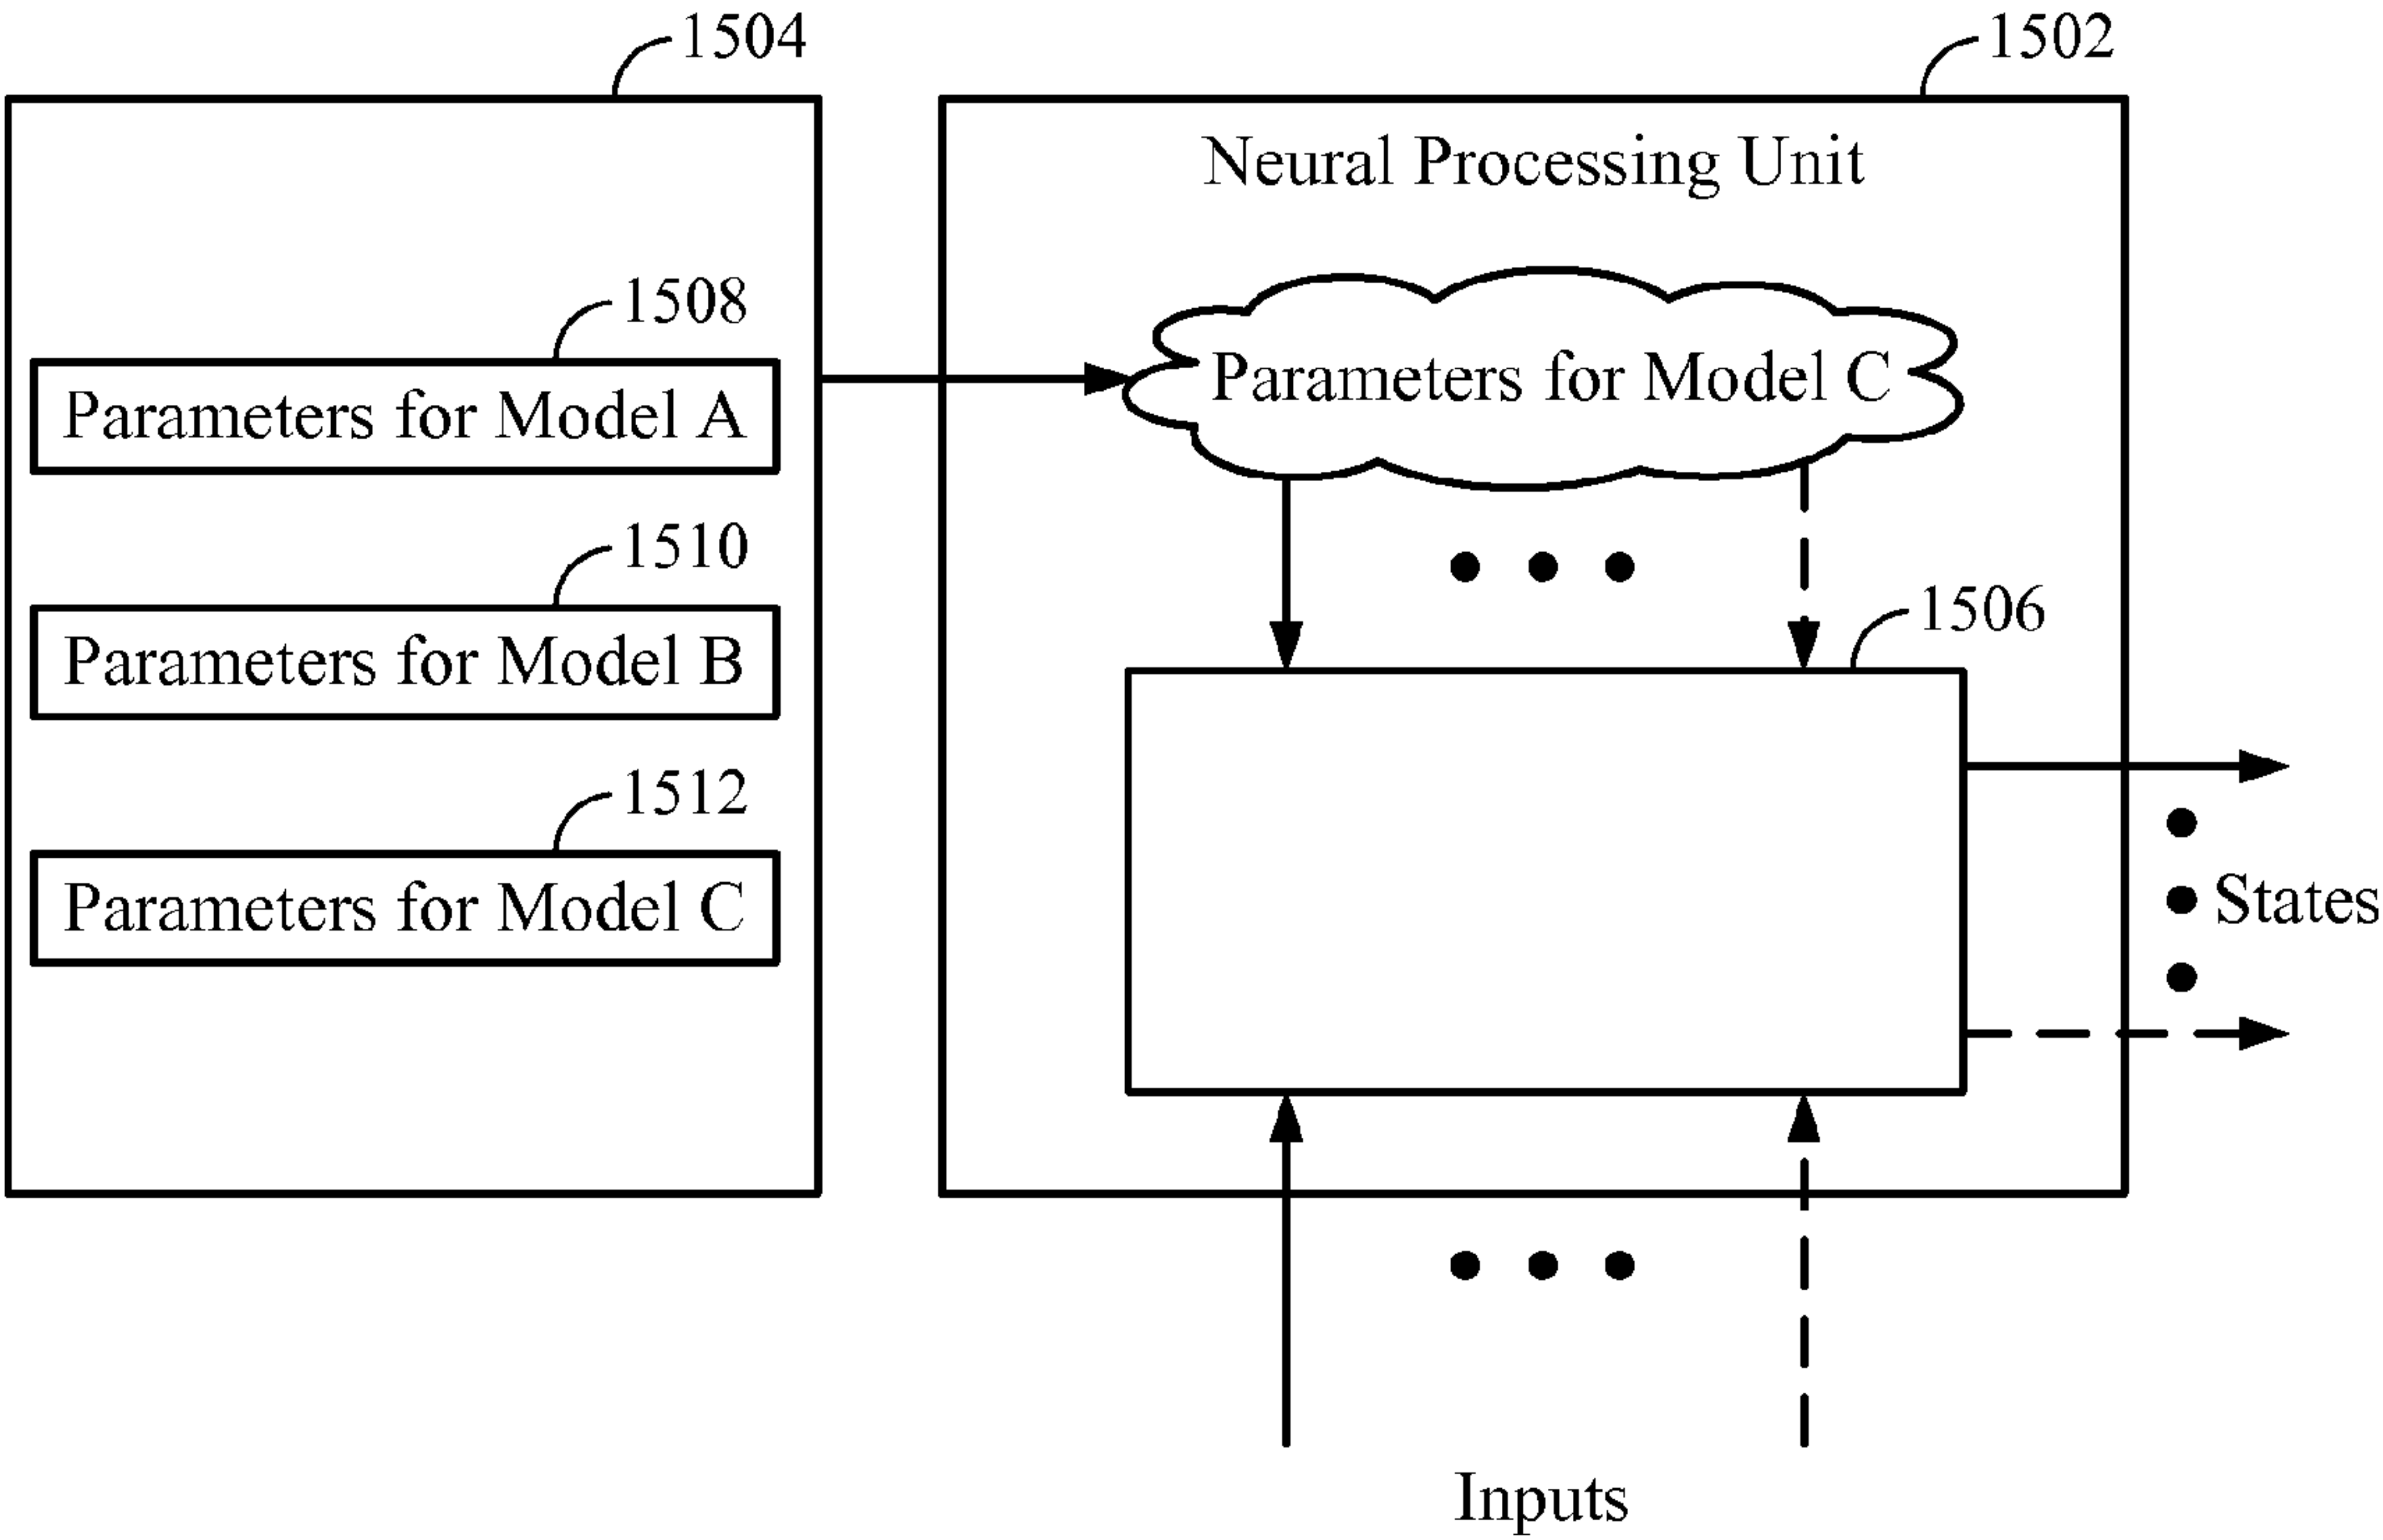 1504
1502
Neural Processing Unit
1508
Parameters for Model A
Parameters for Model C
1510
Parameters for Model B
1506
1512
Parameters for Model C
States
Inputs